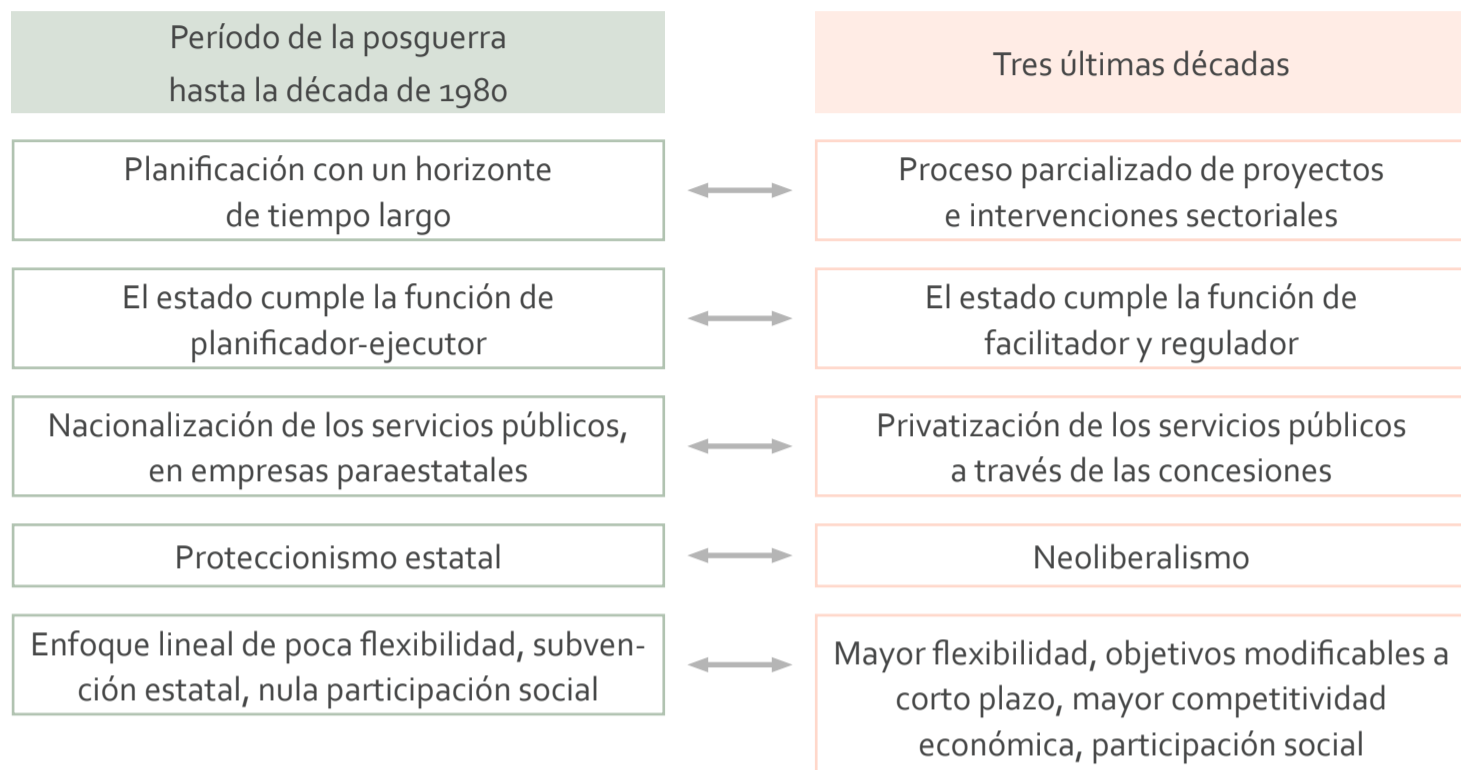 Período de la posguerra
hasta la década de 1980
Tres últimas décadas
Planificación con un horizonte
de tiempo largo
Proceso parcializado de proyectos
e intervenciones sectoriales
El estado cumple la función de
planificador-ejecutor
El estado cumple la función de
facilitador y regulador
Nacionalización de los servicios públicos,
en empresas paraestatales
Privatización de los servicios públicos
a través de las concesiones
Proteccionismo estatal
Neoliberalismo
Enfoque lineal de poca flexibilidad, subven-
ción estatal, nula participación social
Mayor flexibilidad, objetivos modificables a
corto plazo, mayor competitividad
económica, participación social